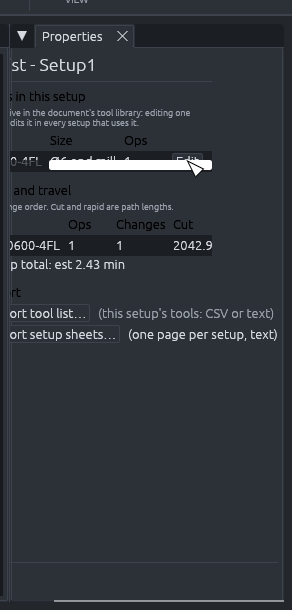 VIEW
Properties
st - Setup1
s in this setup
ive in the document's tool library: editing one
dits it in every setup that uses it.
Size Ops
0-4FL Ø6 end mill 1 Edit
and travel
nge order. Cut and rapid are path lengths.
Ops Changes Cut
0600-4FL 1 1 2042.9
p total: est 2.43 min
ort
ort tool list... (this setup's tools: CSV or text)
ort setup sheets... (one page per setup, text)